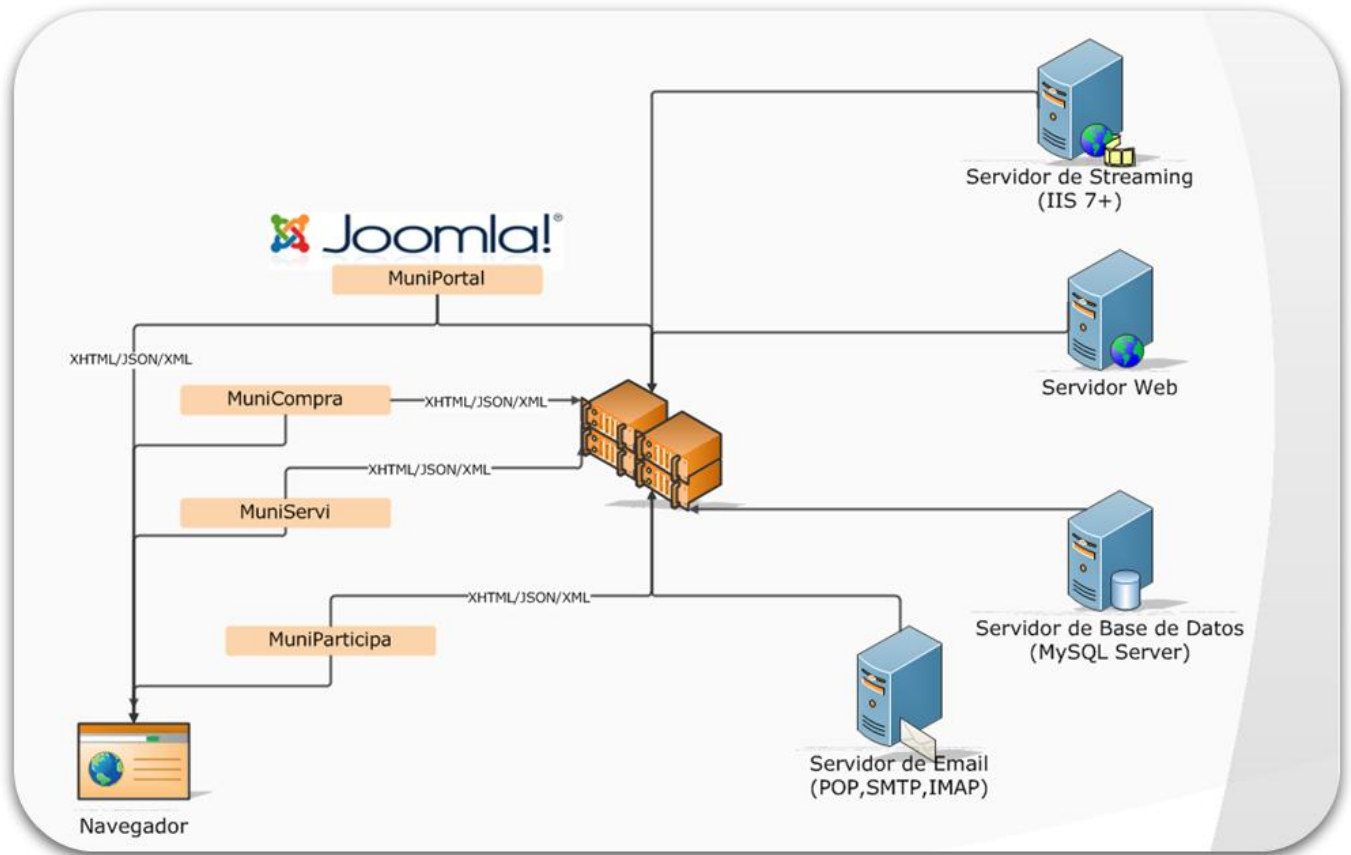 Servidor de Streaming
(IIS 7+)
Joomla!®
MuniPortal
XHTML/JSON/XML
Servidor Web
MuniCompra
XHTML/JSON/XML
XHTML/JSON/XML
MuniServi
XHTML/JSON/XML
MuniParticipa
Servidor de Base de Datos
(MySQL Server)
Servidor de Email
(POP,SMTP,IMAP)
Navegador